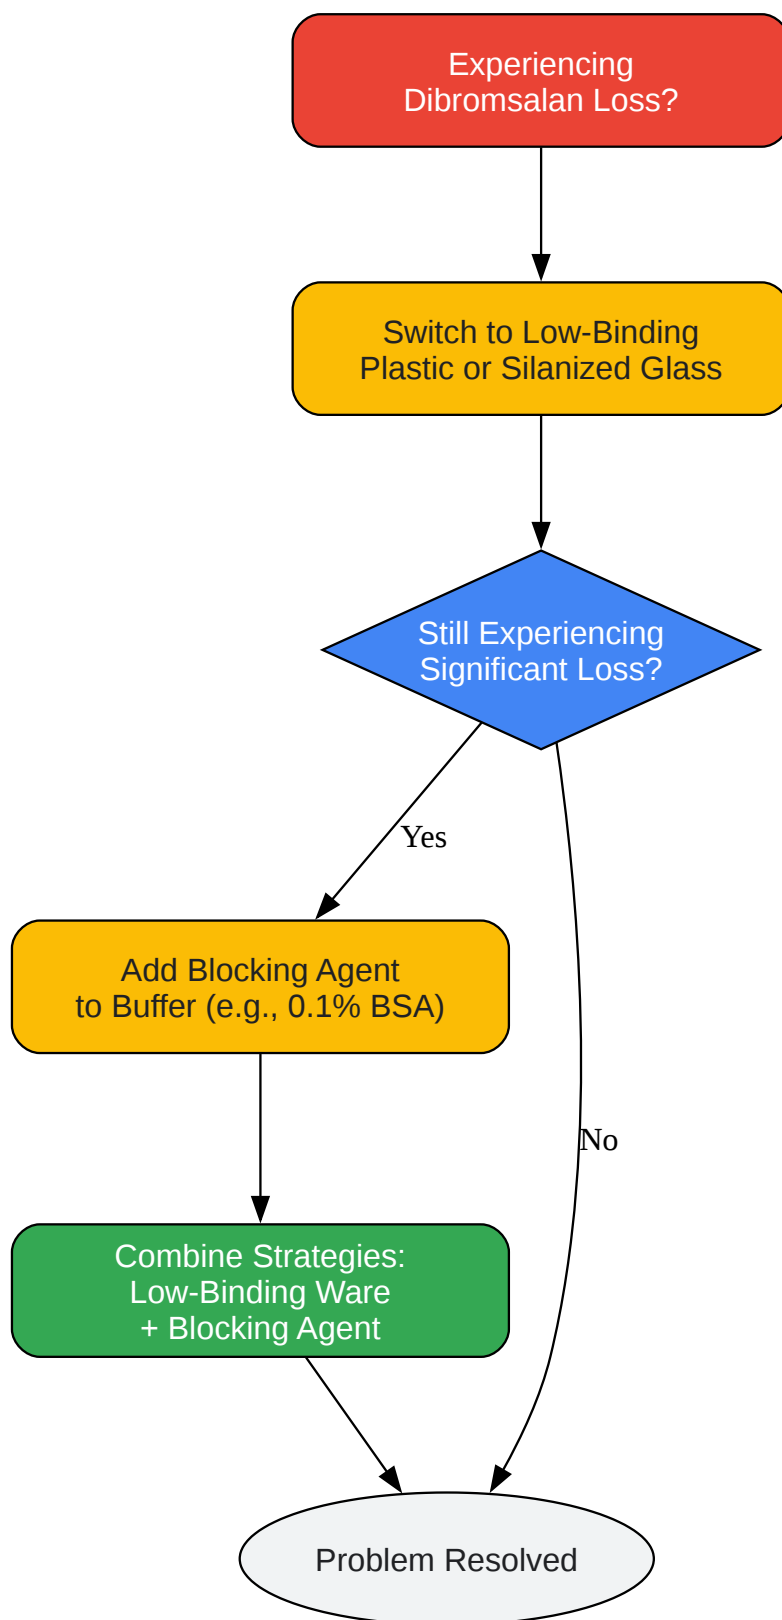 Experiencing
Dibromsalan Loss?
Switch to Low-Binding
Plastic or Silanized Glass
Still Experiencing
Significant Loss?
Yes
Add Blocking Agent
to Buffer (e.g., 0.1% BSA)
No
Combine Strategies:
Low-Binding Ware
+ Blocking Agent
Problem Resolved